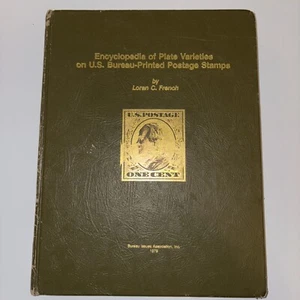 Encyclopedia of Plate Varieties
on U.S. Bureau-Printed Postage Stamps
by
Loran C. French
U.S. POSTAGE
ONE CENT
Bureau Issues Association, Inc.
1979